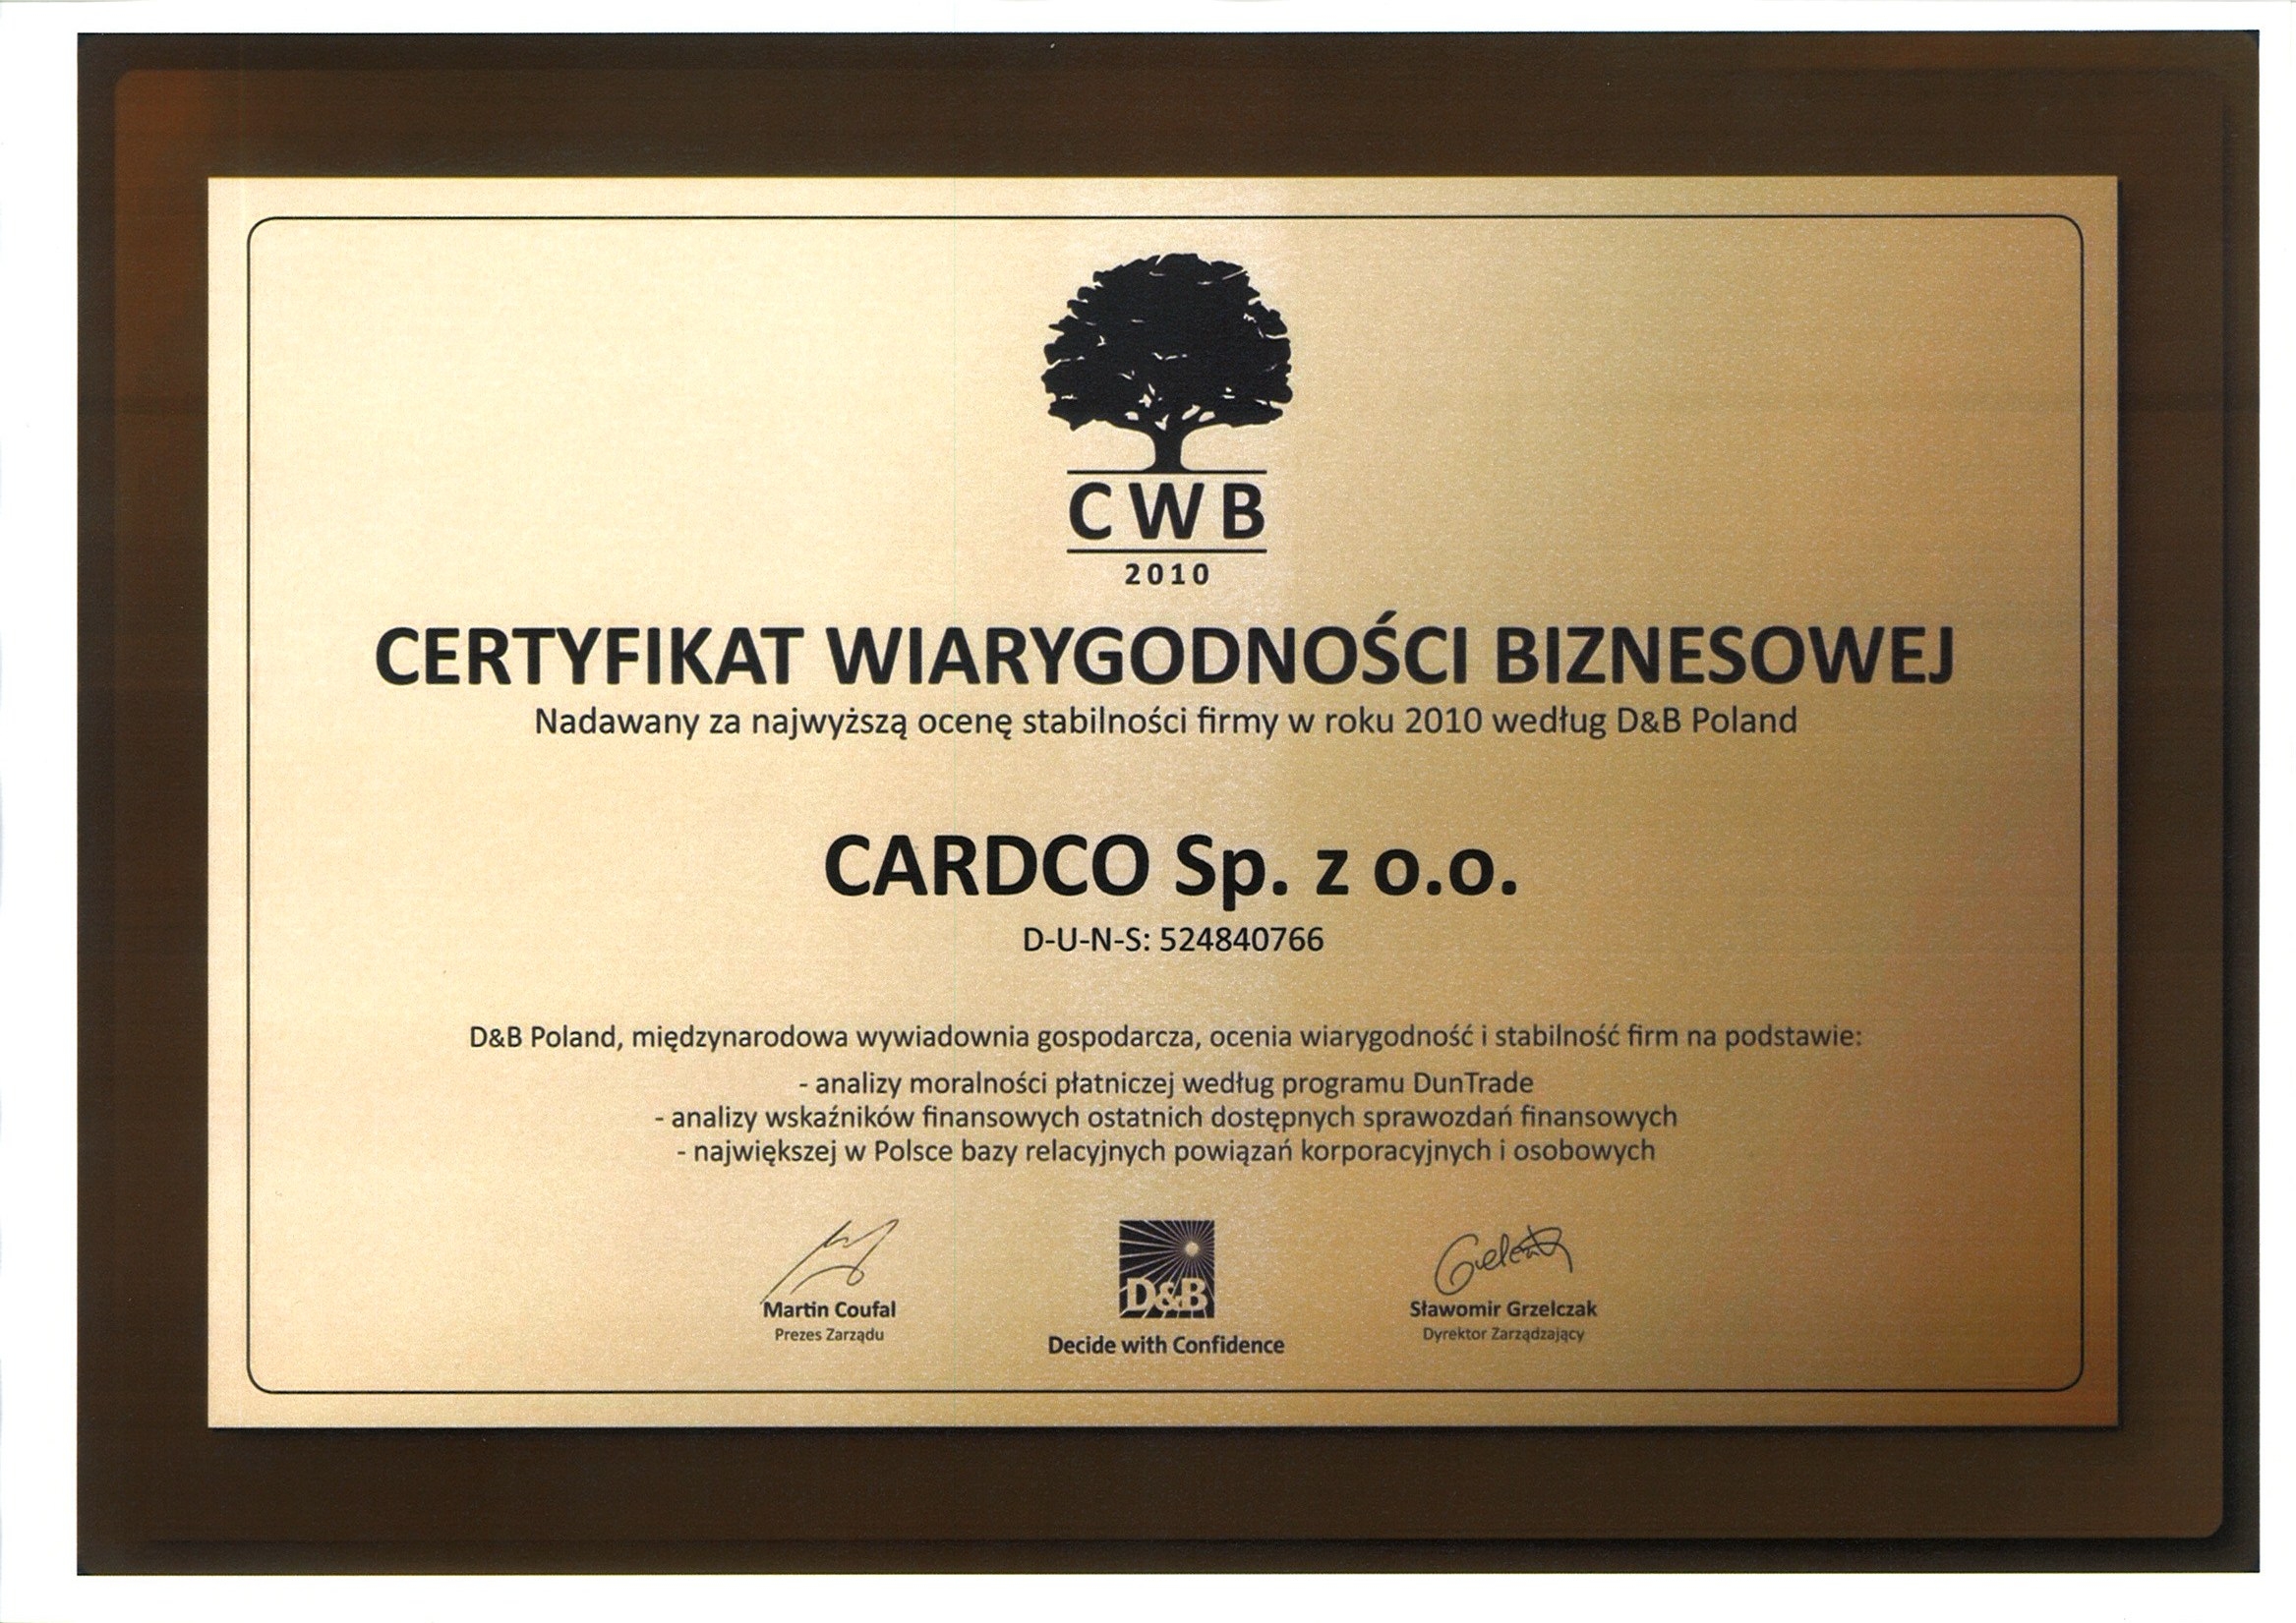 CWB
2010
CERTYFIKAT WIARYGODNOŚCI BIZNESOWEJ
Nadawany za najwyższą ocenę stabilności firmy w roku 2010 według D&B Poland
CARDCO Sp. z o.o.
D-U-N-S: 524840766
D&B Poland, międzynarodowa wywiadownia gospodarcza, ocenia wiarygodność i stabilność firm na podstawie:
- analizy moralności płatniczej według programu DunTrade
- analizy wskaźników finansowych ostatnich dostępnych sprawozdań finansowych
- największej w Polsce bazy relacyjnych powiązań korporacyjnych i osobowych
D&B
Martin Coufal
Prezes Zarządu
Decide with Confidence
Sławomir Grzelczak
Dyrektor Zarządzający